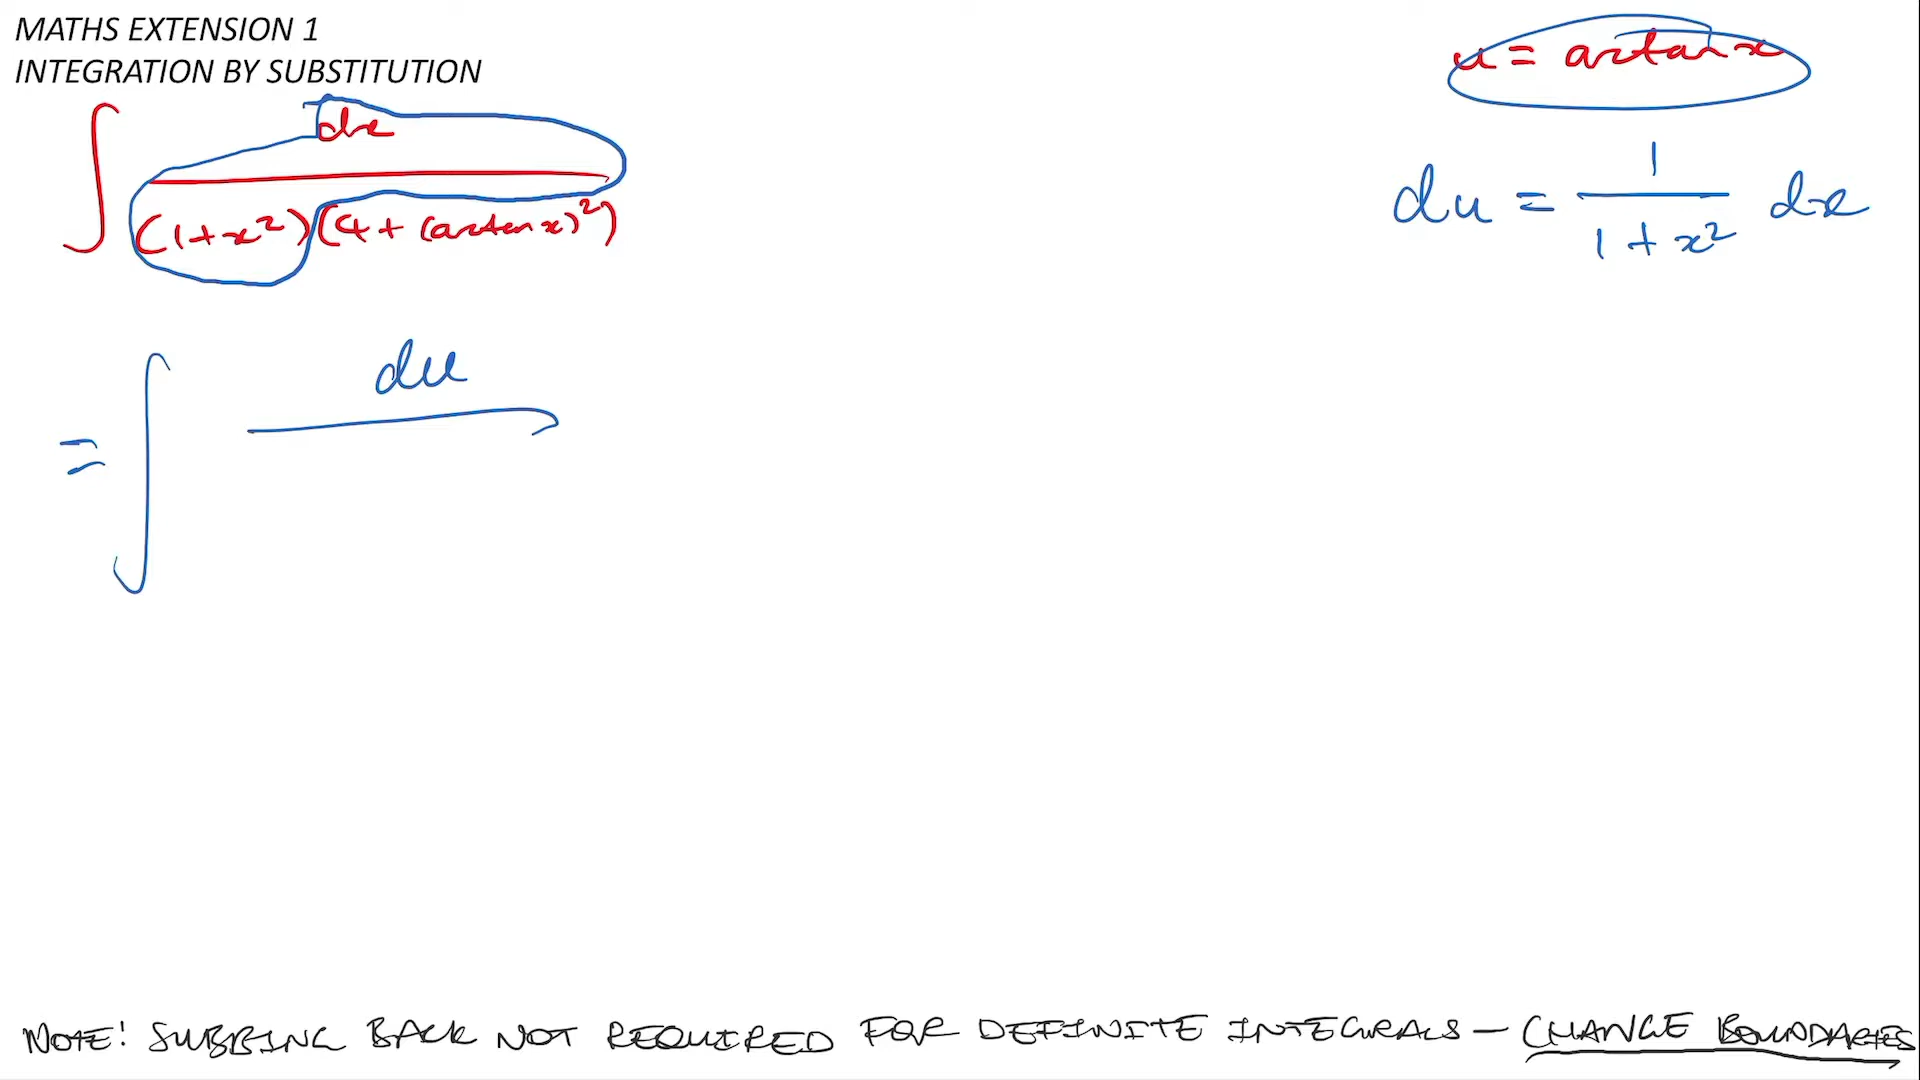 MATHS EXTENSION 1
INTEGRATION BY SUBSTITUTION
u = arctan x
∫ dx / (1+x²)(4+(arctan x)²)
du = 1 / 1+x² dx
= ∫ du
NOTE! SUBBING BACK NOT REQUIRED FOR DEFINITE INTEGRALS – CHANGE BOUNDARIES